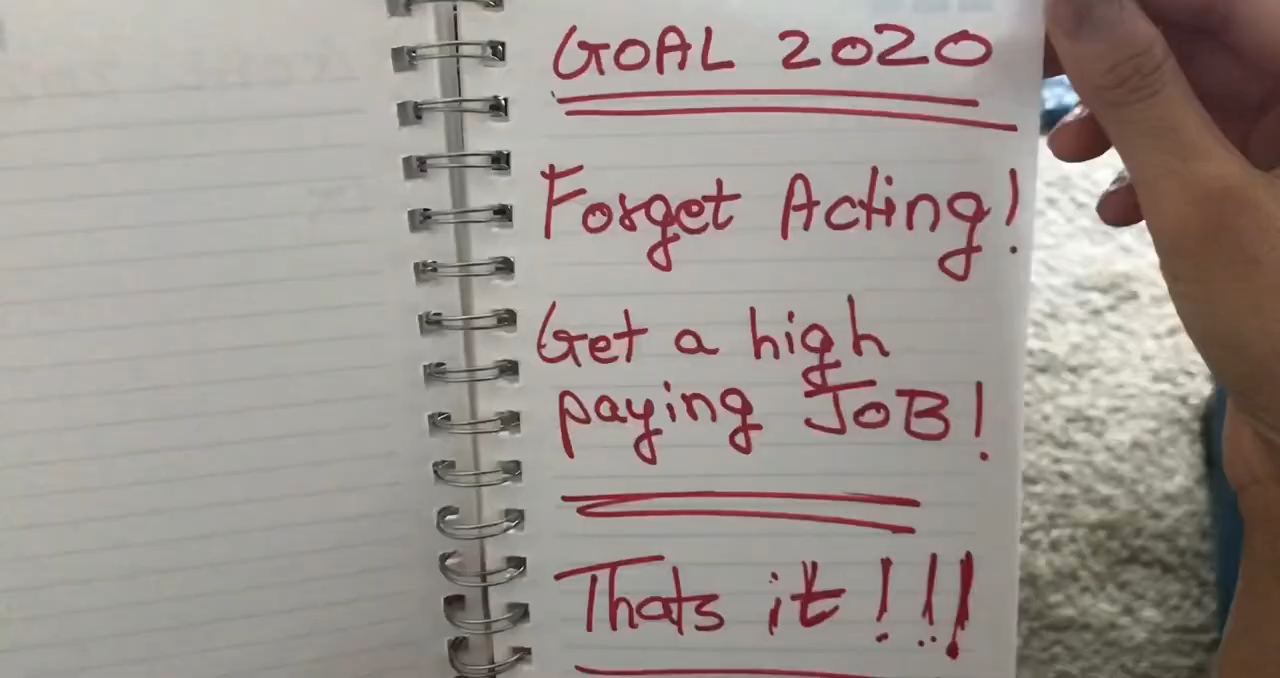 GOAL 2020
Forget Acting!
Get a high
paying JOB!
Thats it!!!